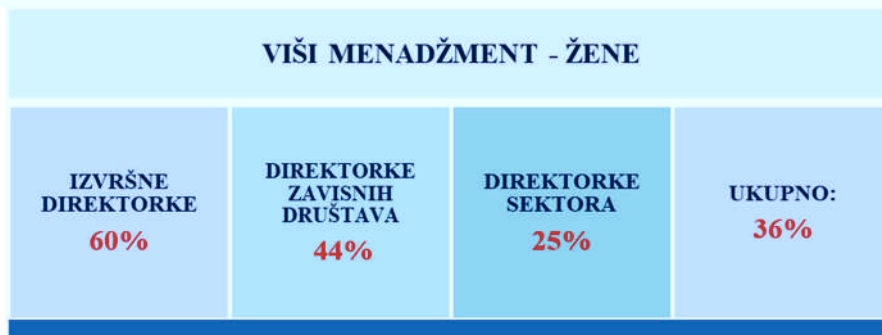 VIŠI MENADŽMENT - ŽENE
IZVRŠNE
DIREKTORKE
60%
DIREKTORKE
ZAVISNIH
DRUŠTAVA
44%
DIREKTORKE
SEKTORA
25%
UKUPNO:
36%